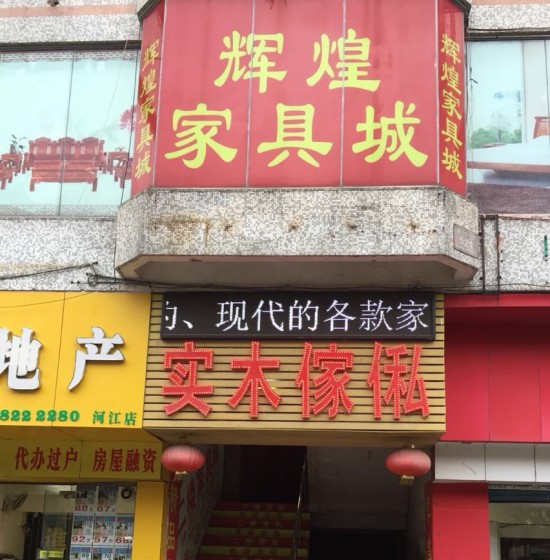 辉煌
家具城
辉煌家具城
辉煌家具城
、现代的各款家
实木傢俬
地产
822 2280 河江店
代办过户 房屋融资